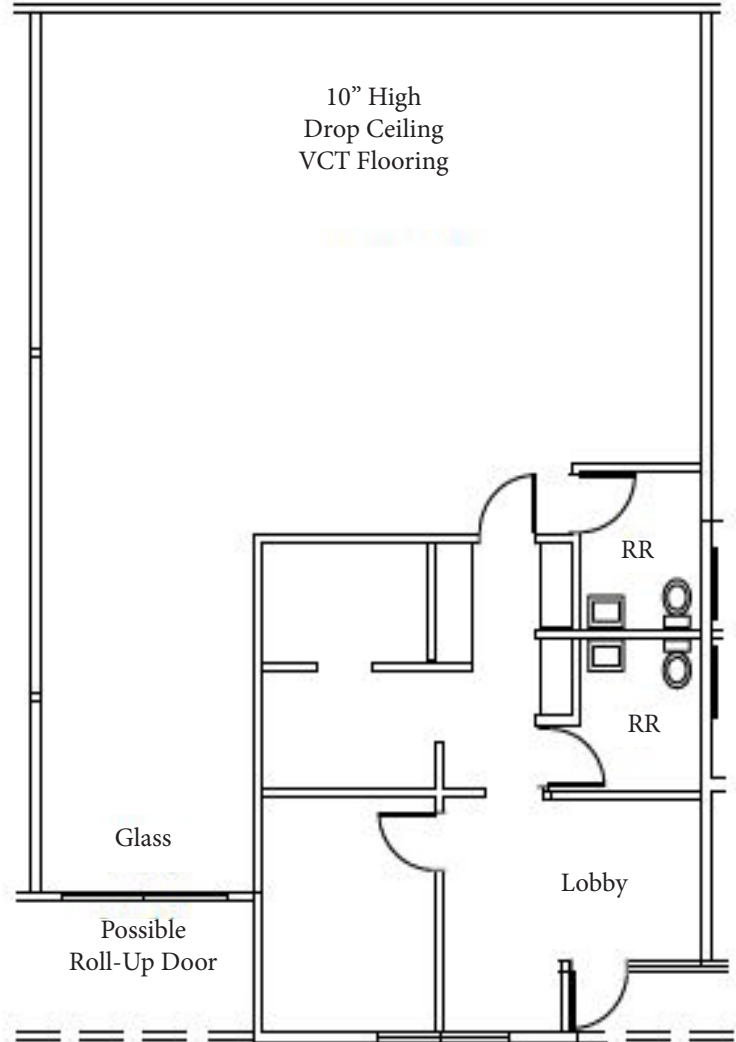 10” High
Drop Ceiling
VCT Flooring
RR
RR
Glass
Lobby
Possible
Roll-Up Door